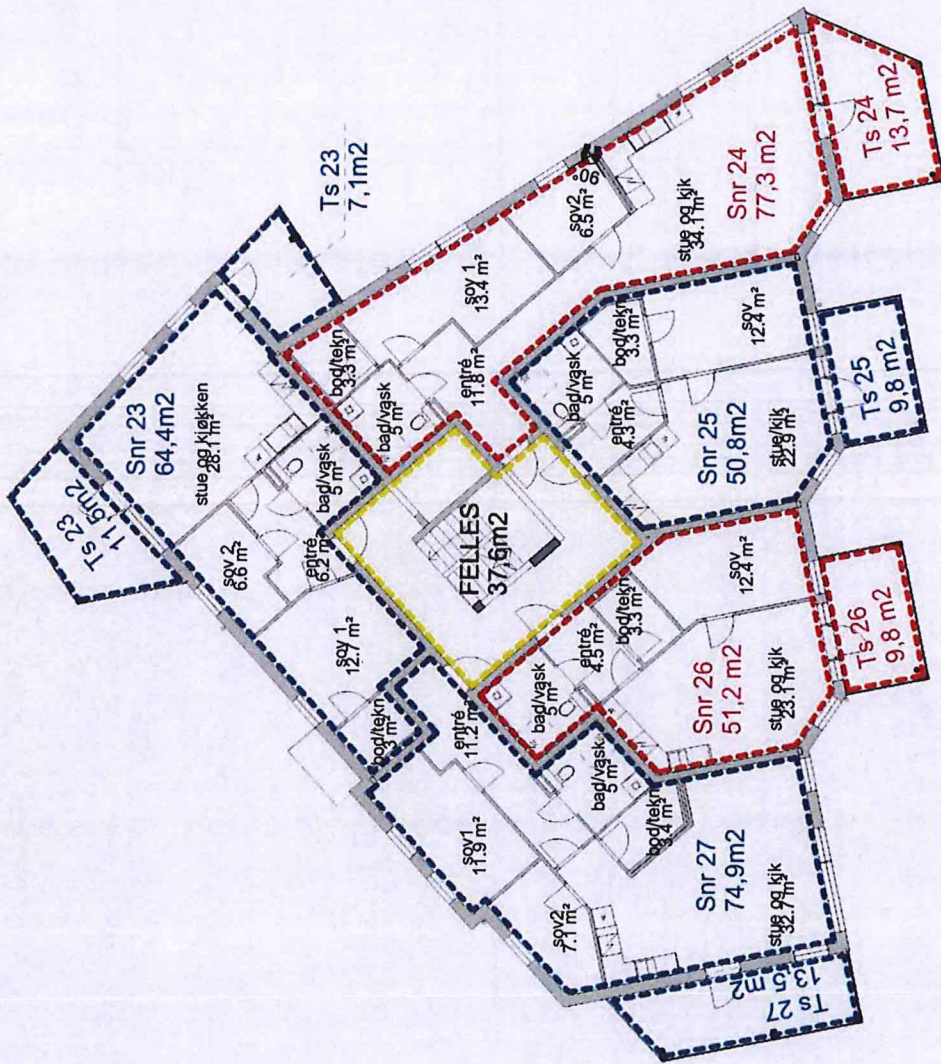 Ts 23
7,1m2
Ts 23
11,5m2
Snr 23
64,4m2
stue og kjøkken
28.1 m²
sov 2
6.6 m²
entré
6.2 m²
bad/vask
5 m²
sov 1
12.7 m²
bod/tekn
3 m²
Ts 24
13,7 m2
Snr 24
77,3 m2
stue og kjk
34.1 m²
sov2
6.5 m²
90°
sov 1
13.4 m²
bod/tekn
3.3 m²
bad/vask
5 m²
entré
11.8 m²
FELLES
37,6m2
Ts 25
9,8 m2
Snr 25
50,8m2
stue/kjk
22.9 m²
sov
12.4 m²
bod/tekn
3.3 m²
bad/vask
5 m²
entré
4.3 m²
Ts 26
9,8 m2
Snr 26
51,2 m2
stue og kjk
23.1 m²
sov
12.4 m²
bod/tekn
3.3 m²
entré
4.5 m²
bad/vask
5 m²
entré
11.2 m²
sov1
11.9 m²
bad/vask
5 m²
bod/tekn
3.4 m²
sov2
7.1 m²
Snr 27
74,9m2
stue og kjk
32.7 m²
Ts 27
13,5 m2